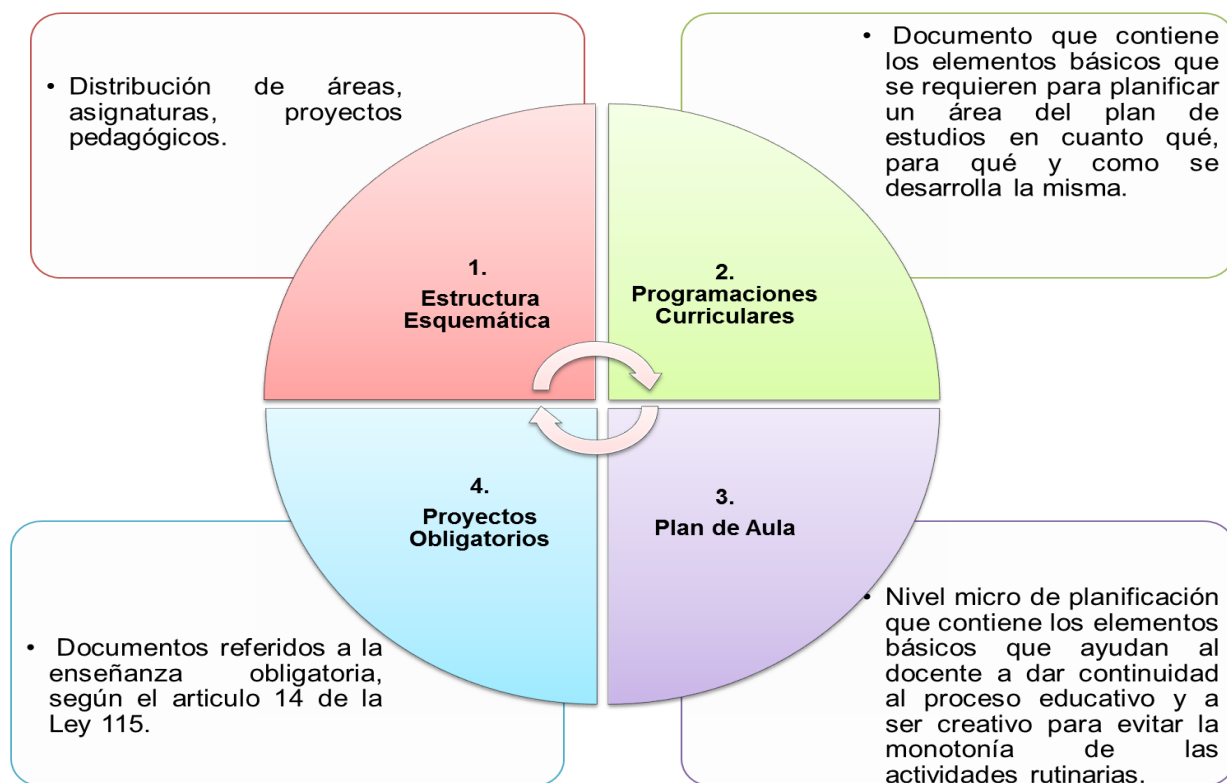 • Distribución de áreas,
asignaturas, proyectos
pedagógicos.
• Documento que contiene
los elementos básicos que
se requieren para planificar
un área del plan de
estudios en cuanto qué,
para qué y como se
desarrolla la misma.
1.
Estructura
Esquemática
2.
Programaciones
Curriculares
4.
Proyectos
Obligatorios
3.
Plan de Aula
• Documentos referidos a la
enseñanza obligatoria,
según el articulo 14 de la
Ley 115.
• Nivel micro de planificación
que contiene los elementos
básicos que ayudan al
docente a dar continuidad
al proceso educativo y a
ser creativo para evitar la
monotonía de las
actividades rutinarias.